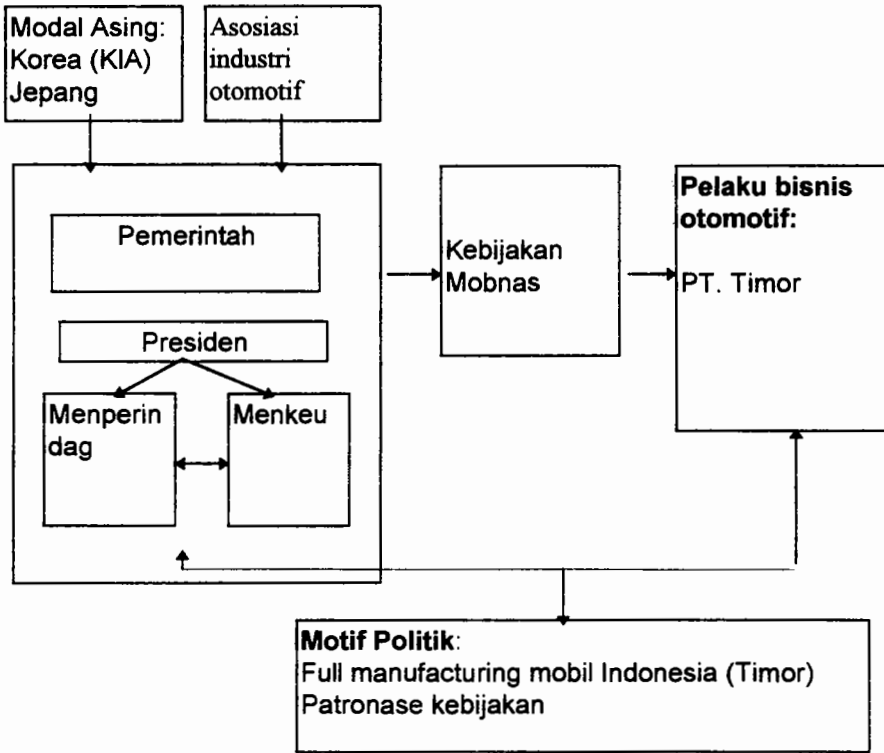 Modal Asing:
Korea (KIA)
Jepang
Asosiasi
industri
otomotif
Pemerintah
Presiden
Menperin
dag
Menkeu
Kebijakan
Mobnas
Pelaku bisnis
otomotif:
PT. Timor
Motif Politik:
Full manufacturing mobil Indonesia (Timor)
Patronase kebijakan